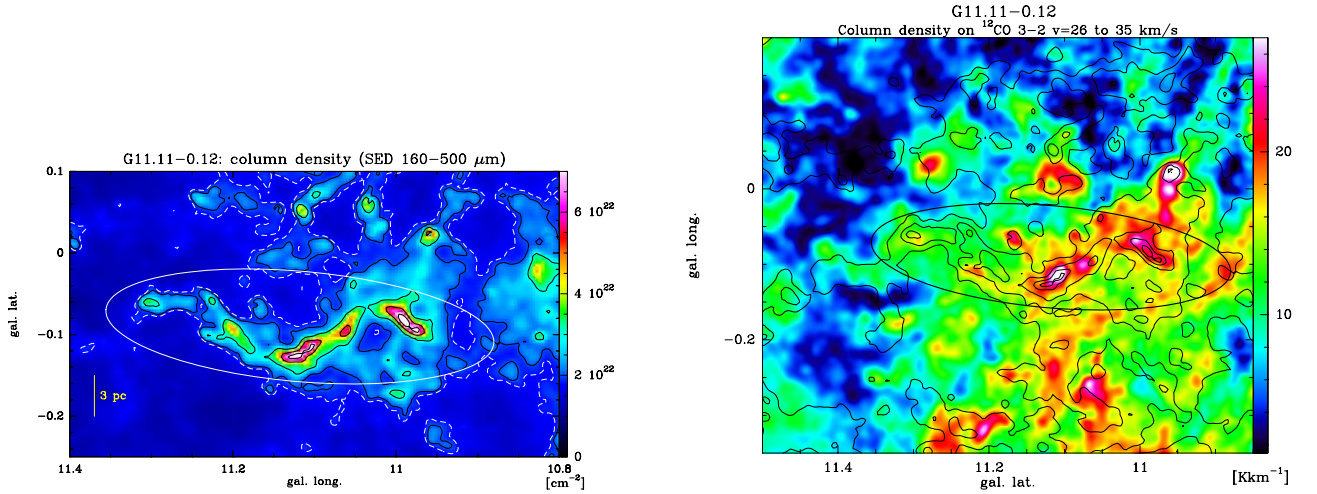 G11.11−0.12: column density (SED 160−500 μm)
0.1
0
−0.1
−0.2
gal. lat.
3 pc
11.4
11.2
11
10.8
gal. long.
6 10²²
4 10²²
2 10²²
0
[cm⁻²]
G11.11−0.12
Column density on ¹²CO 3−2 v=26 to 35 km/s
0
−0.2
gal. long.
11.4
11.2
11
gal. lat.
20
10
[Kkm⁻¹]